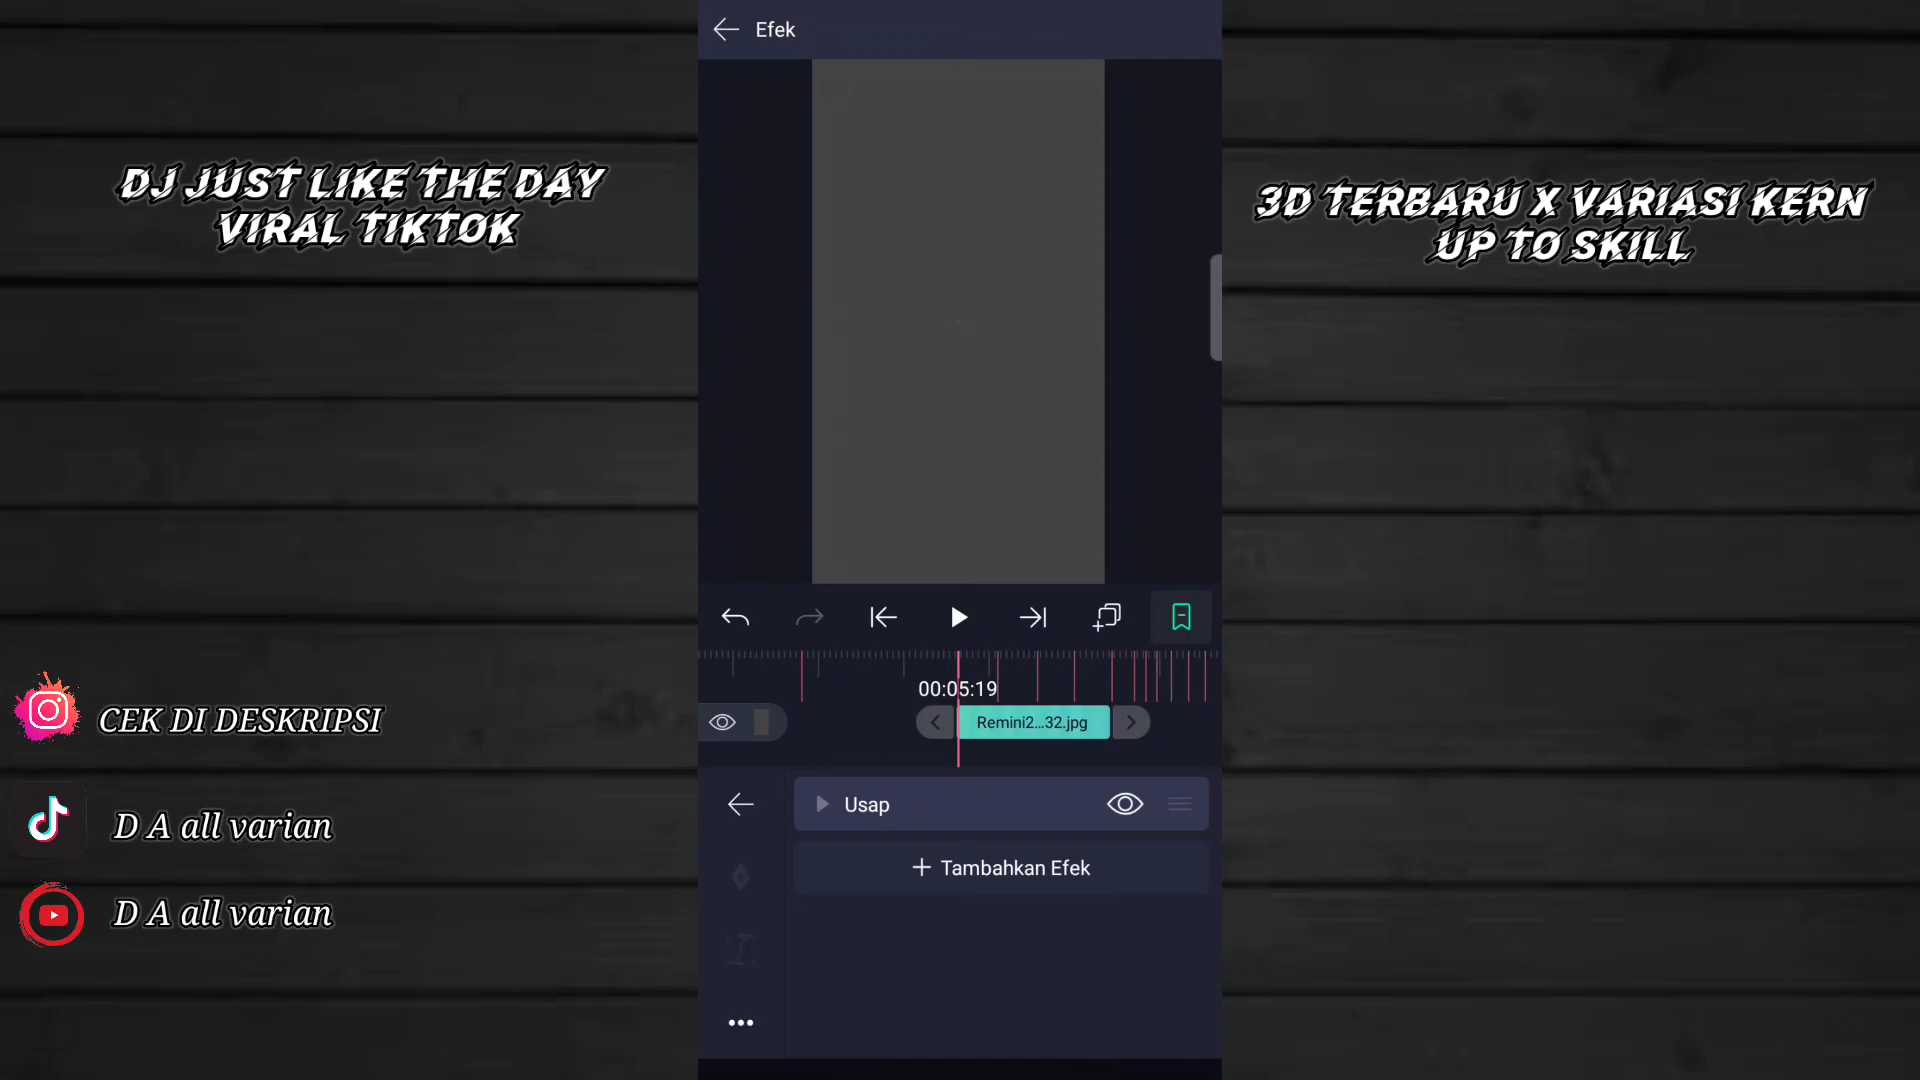 Efek
DJ JUST LIKE THE DAY
VIRAL TIKTOK
3D TERBARU X VARIASI KERN
UP TO SKILL
00:05:19
Remini2...32.jpg
CEK DI DESKRIPSI
Usap
D A all varian
Tambahkan Efek
D A all varian